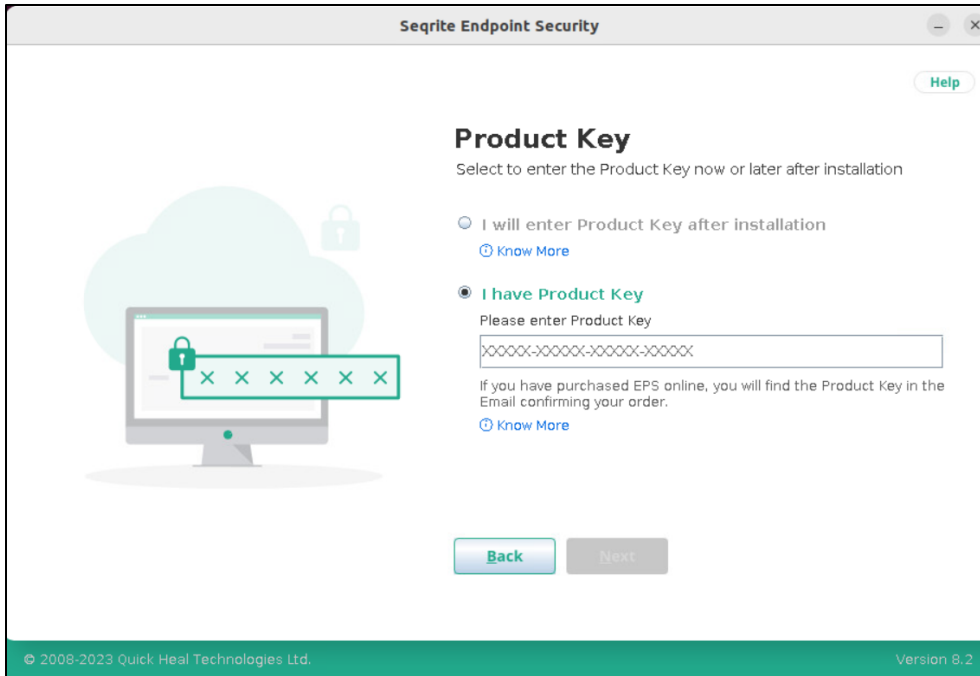 Seqrite Endpoint Security
Help
Product Key
Select to enter the Product Key now or later after installation
I will enter Product Key after installation
Know More
I have Product Key
Please enter Product Key
XXXXX-XXXXX-XXXXX-XXXXX
If you have purchased EPS online, you will find the Product Key in the
Email confirming your order.
Know More
Back
Next
© 2008-2023 Quick Heal Technologies Ltd.
Version 8.2